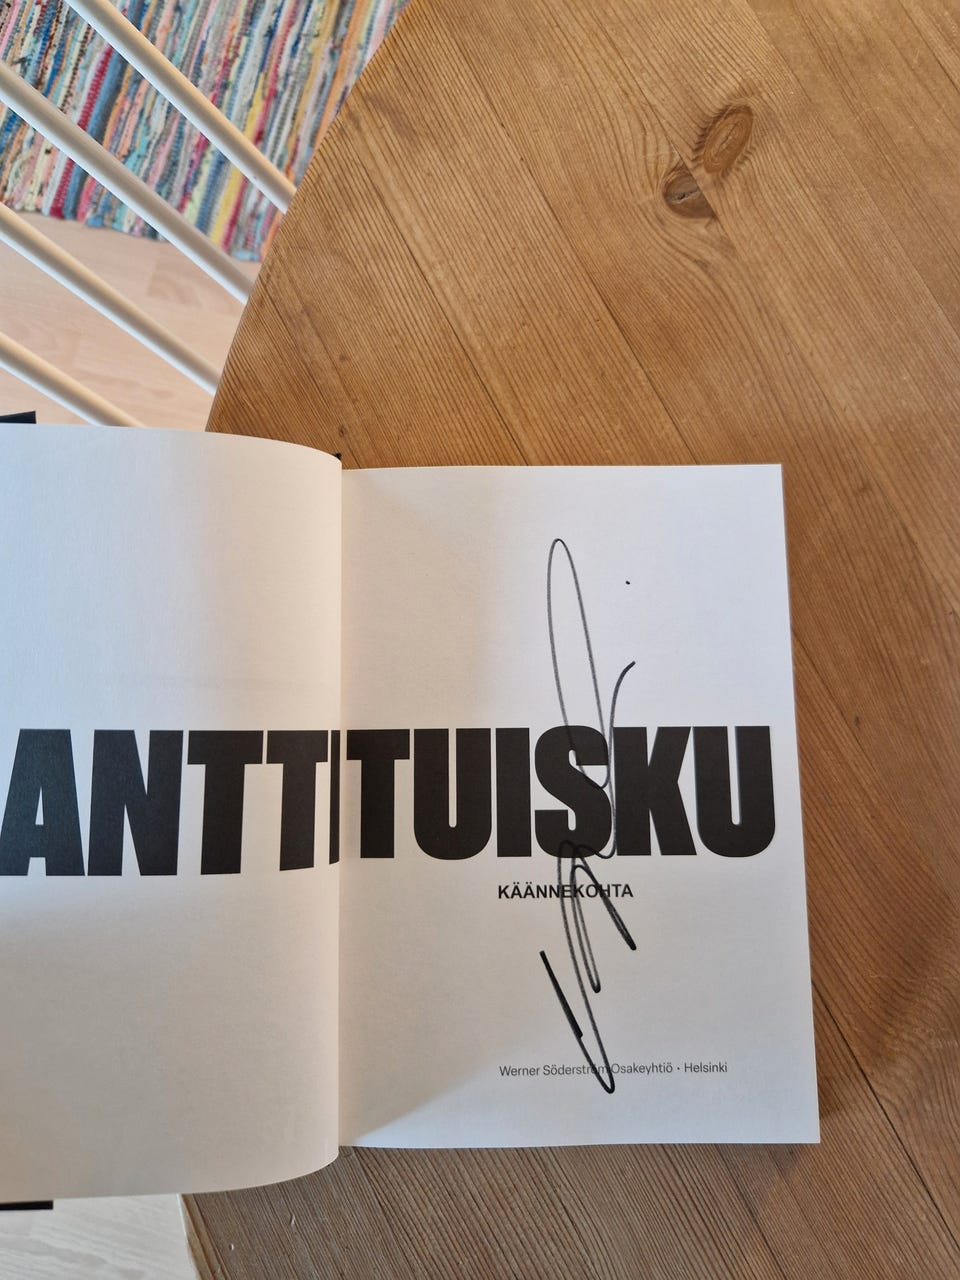 ANTTI TUISKU
KÄÄNNEKOHTA
Werner Söderström Osakeyhtiö • Helsinki